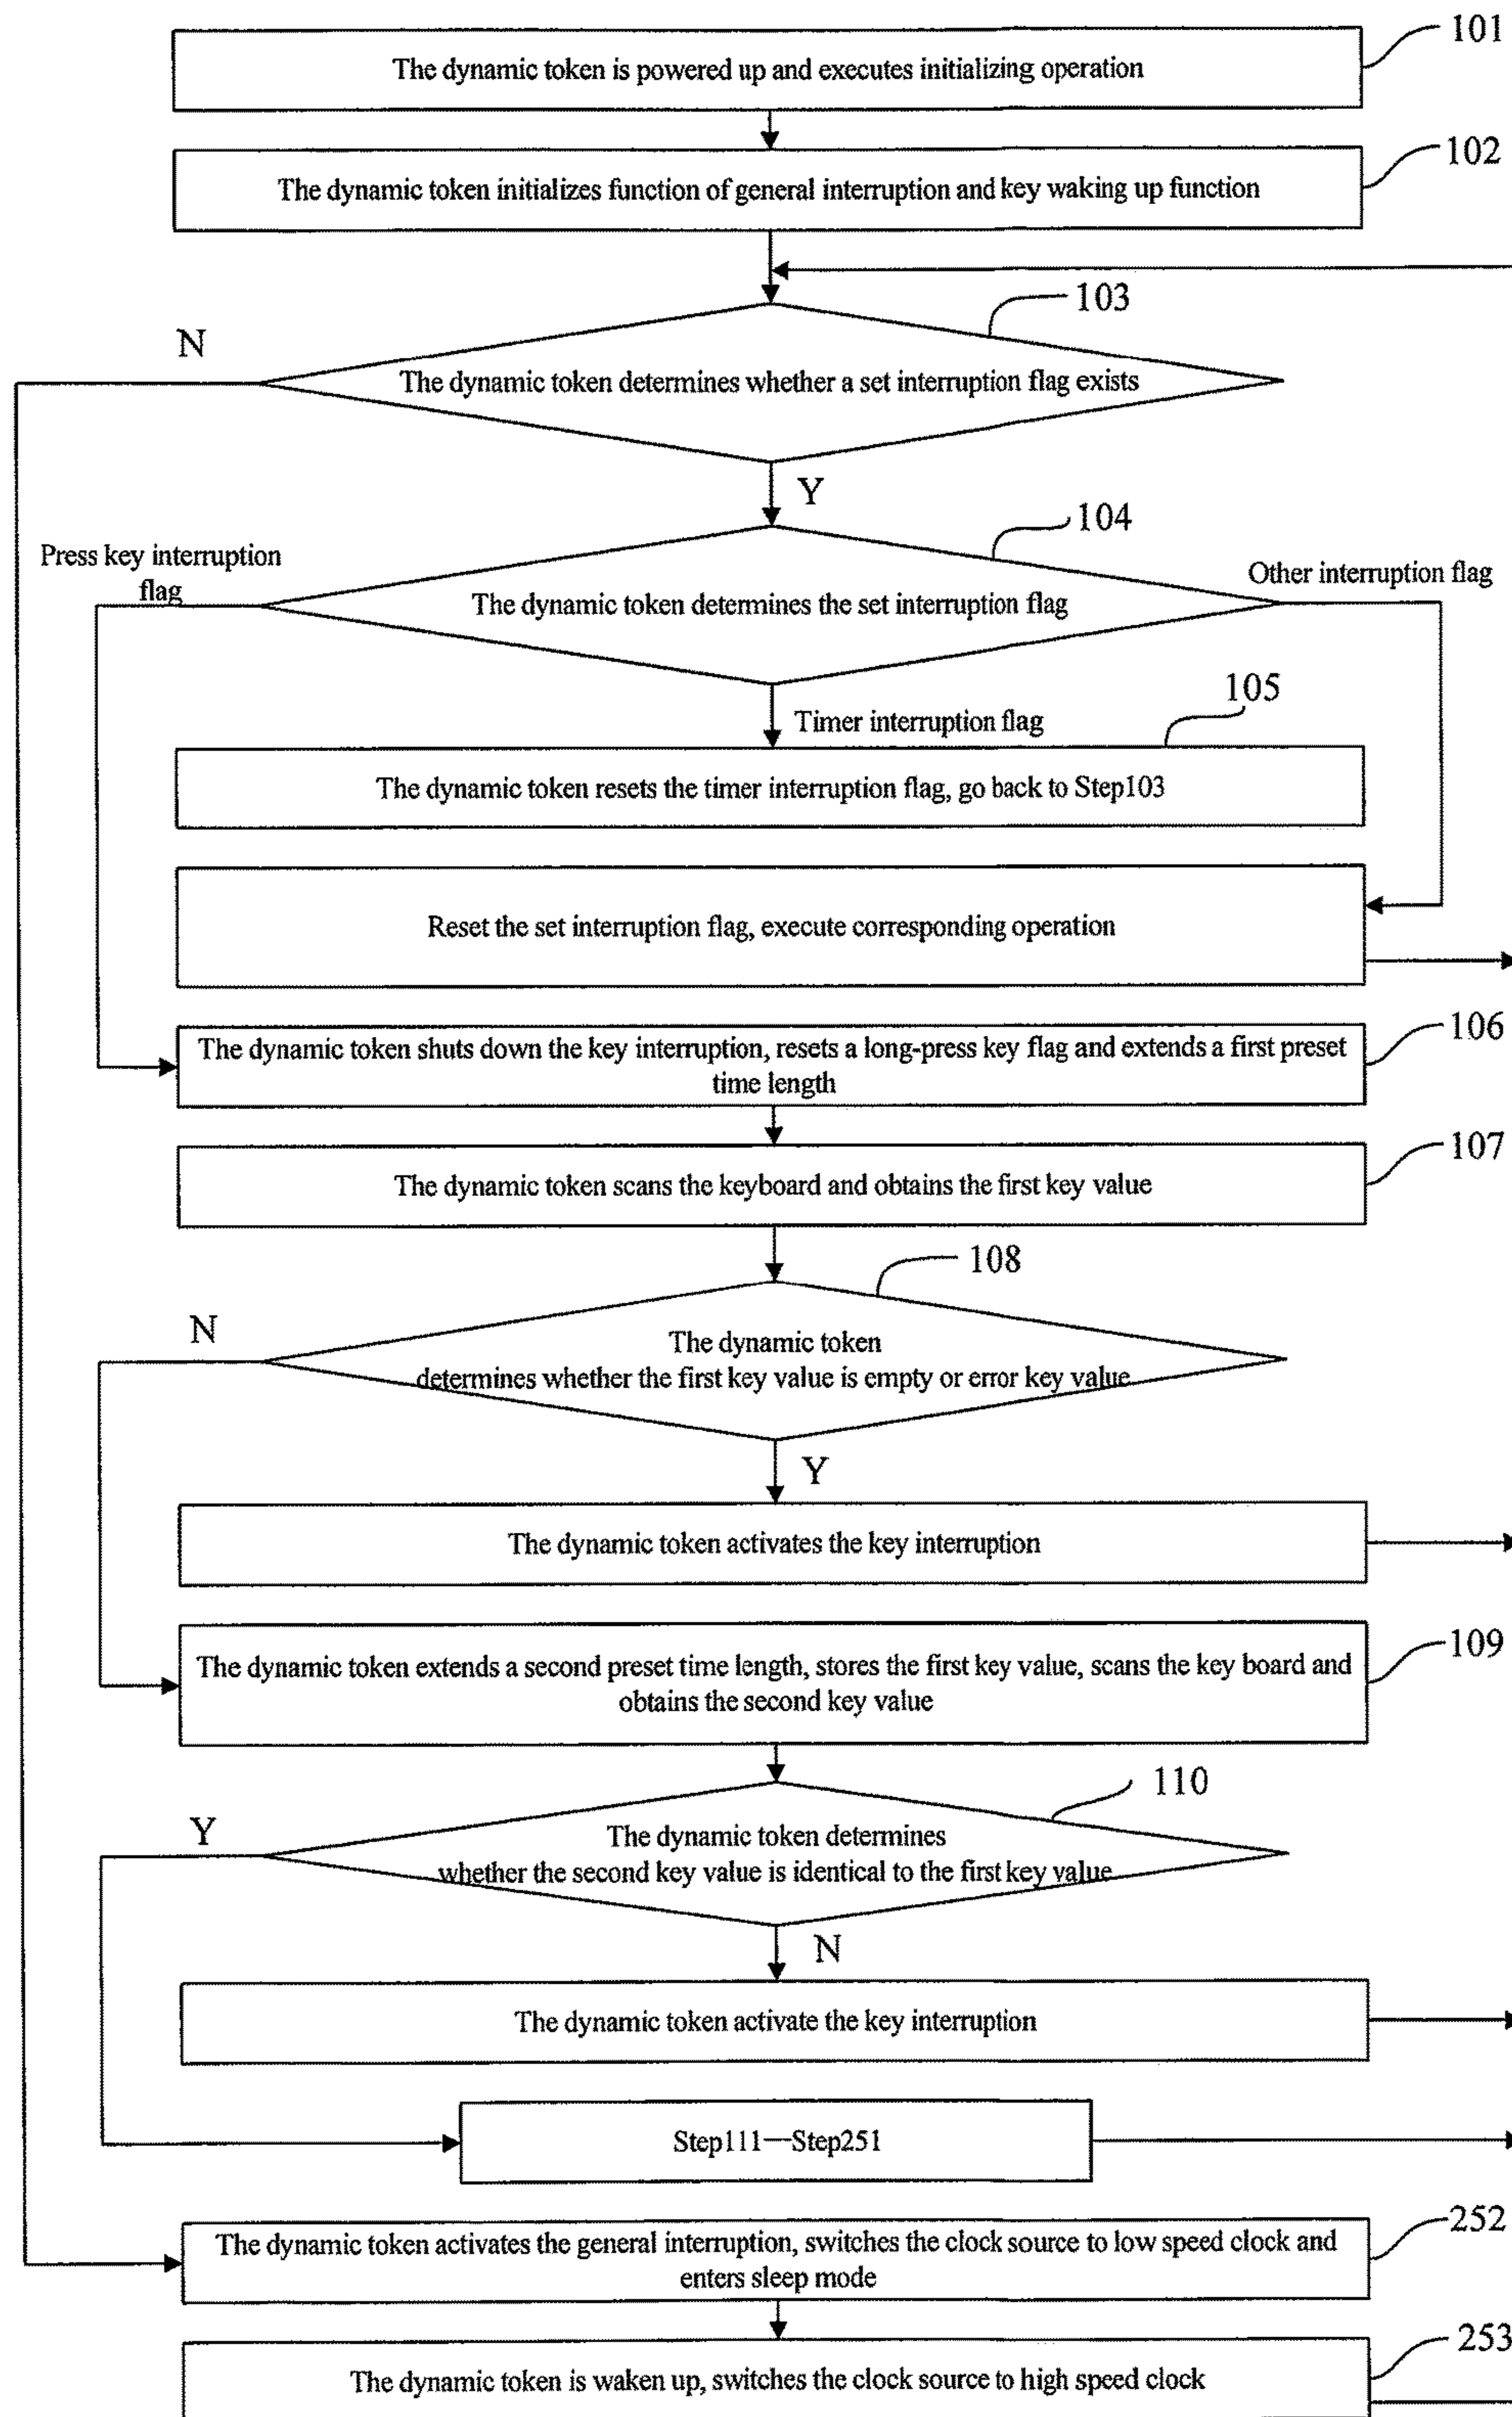 101
The dynamic token is powered up and executes initializing operation
102
The dynamic token initializes function of general interruption and key waking up function
103
N
The dynamic token determines whether a set interruption flag exists
Y
104
Press key interruption
flag
Other interruption flag
The dynamic token determines the set interruption flag
105
Timer interruption flag
The dynamic token resets the timer interruption flag, go back to Step103
Reset the set interruption flag, execute corresponding operation
106
The dynamic token shuts down the key interruption, resets a long-press key flag and extends a first preset
time length
107
The dynamic token scans the keyboard and obtains the first key value
108
N
The dynamic token
determines whether the first key value is empty or error key value
Y
The dynamic token activates the key interruption
109
The dynamic token extends a second preset time length, stores the first key value, scans the key board and
obtains the second key value
110
Y
The dynamic token determines
whether the second key value is identical to the first key value
N
The dynamic token activate the key interruption
Step111—Step251
252
The dynamic token activates the general interruption, switches the clock source to low speed clock and
enters sleep mode
253
The dynamic token is waken up, switches the clock source to high speed clock